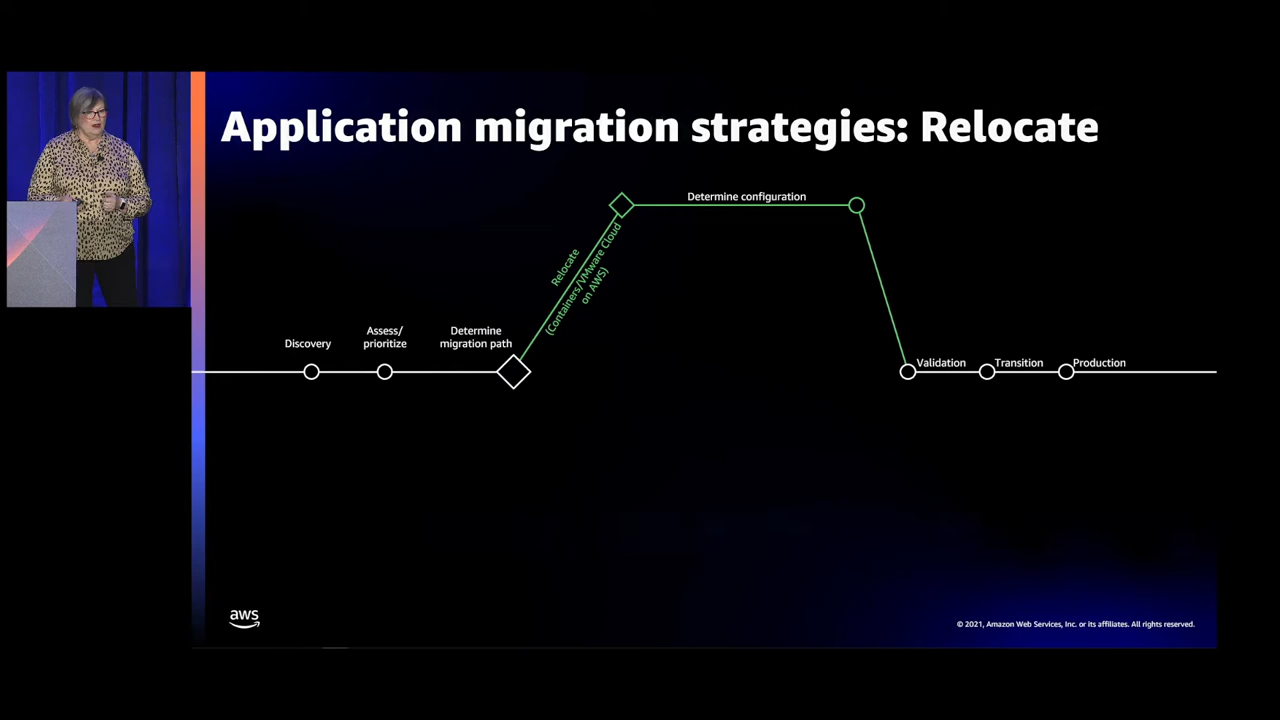 Application migration strategies: Relocate
Determine configuration
Relocate
(Containers/VMware Cloud
on AWS)
Discovery
Assess/
prioritize
Determine
migration path
Validation
Transition
Production
aws
© 2021, Amazon Web Services, Inc. or its affiliates. All rights reserved.